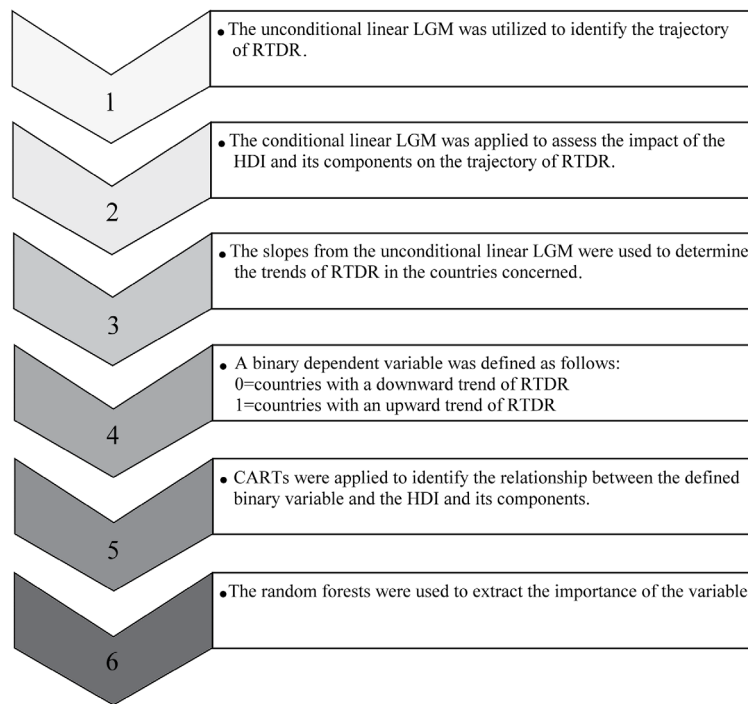 • The unconditional linear LGM was utilized to identify the trajectory
of RTDR.
1
• The conditional linear LGM was applied to assess the impact of the
HDI and its components on the trajectory of RTDR.
2
• The slopes from the unconditional linear LGM were used to determine
the trends of RTDR in the countries concerned.
3
• A binary dependent variable was defined as follows:
0=countries with a downward trend of RTDR
1=countries with an upward trend of RTDR
4
• CARTs were applied to identify the relationship between the defined
binary variable and the HDI and its components.
5
• The random forests were used to extract the importance of the variable
6